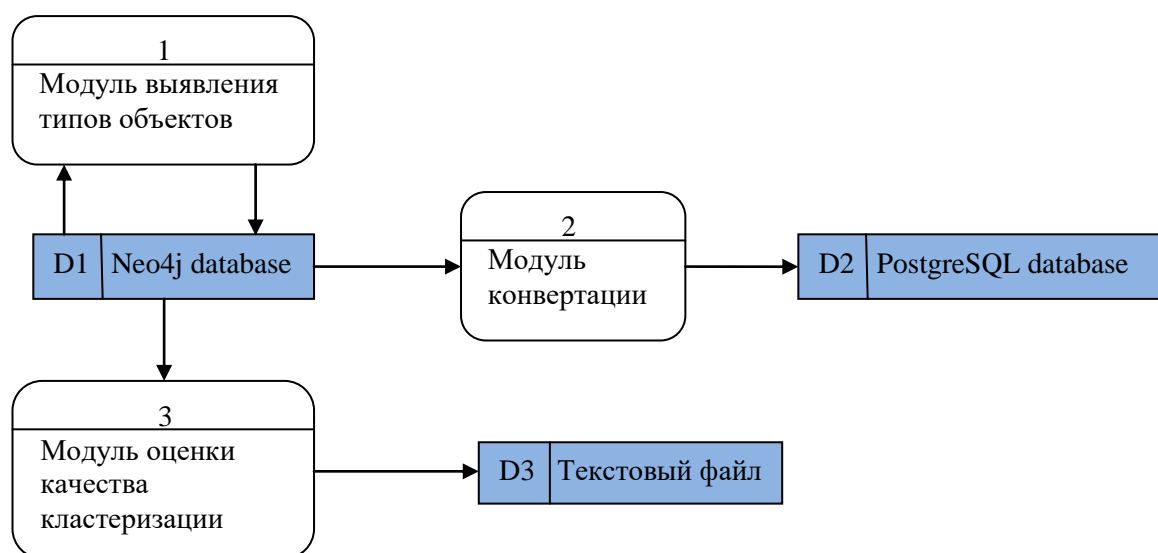 1
Модуль выявления
типов объектов
D1 Neo4j database
2
Модуль
конвертации
D2 PostgreSQL database
3
Модуль оценки
качества
кластеризации
D3 Текстовый файл